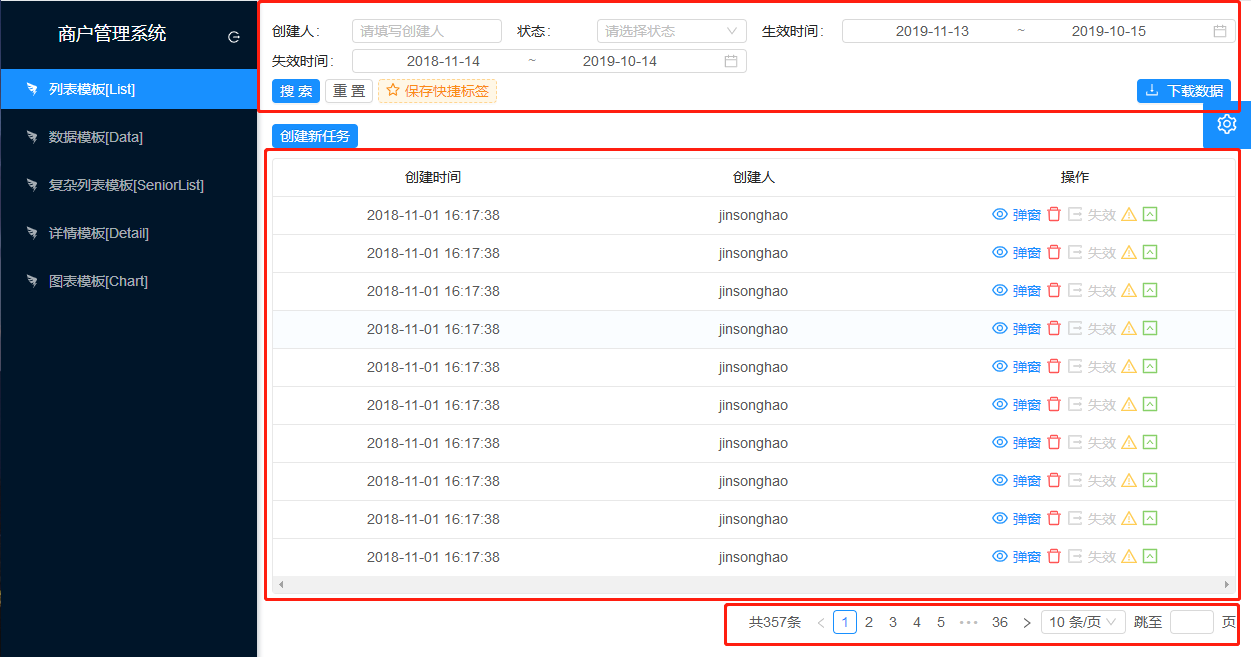 商户管理系统
列表模板[List]
数据模板[Data]
复杂列表模板[SeniorList]
详情模板[Detail]
图表模板[Chart]
创建人: 请填写创建人 状态: 请选择状态 生效时间: 2019-11-13 ~ 2019-10-15
失效时间: 2018-11-14 ~ 2019-10-14
搜 索 重 置 保存快捷标签 下载数据
创建新任务
创建时间 创建人 操作
2018-11-01 16:17:38 jinsonghao 弹窗 失效
2018-11-01 16:17:38 jinsonghao 弹窗 失效
2018-11-01 16:17:38 jinsonghao 弹窗 失效
2018-11-01 16:17:38 jinsonghao 弹窗 失效
2018-11-01 16:17:38 jinsonghao 弹窗 失效
2018-11-01 16:17:38 jinsonghao 弹窗 失效
2018-11-01 16:17:38 jinsonghao 弹窗 失效
2018-11-01 16:17:38 jinsonghao 弹窗 失效
2018-11-01 16:17:38 jinsonghao 弹窗 失效
2018-11-01 16:17:38 jinsonghao 弹窗 失效
共357条 < 1 2 3 4 5 ••• 36 > 10 条/页 跳至 页